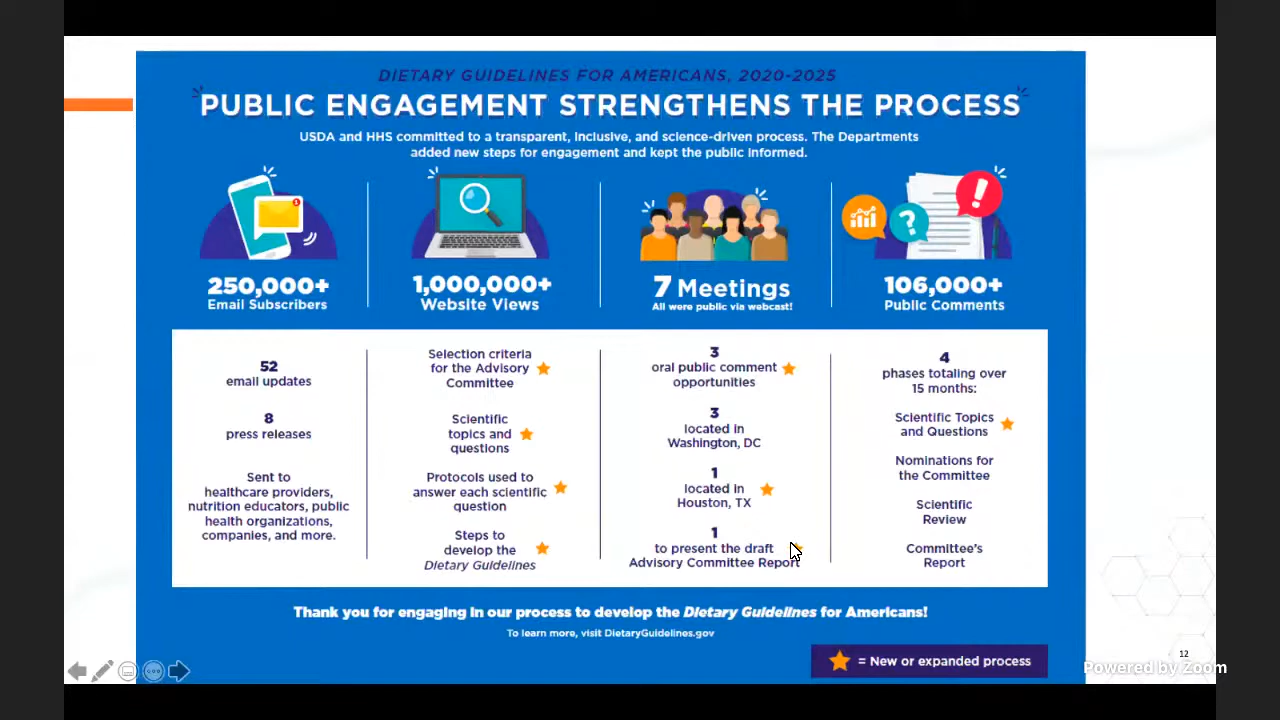 DIETARY GUIDELINES FOR AMERICANS, 2020-2025
PUBLIC ENGAGEMENT STRENGTHENS THE PROCESS
USDA and HHS committed to a transparent, inclusive, and science-driven process. The Departments
added new steps for engagement and kept the public informed.
1
250,000+
Email Subscribers
1,000,000+
Website Views
7 Meetings
All were public via webcast!
106,000+
Public Comments
52
email updates
8
press releases
Sent to
healthcare providers,
nutrition educators, public
health organizations,
companies, and more.
Selection criteria
for the Advisory
Committee
Scientific
topics and
questions
Protocols used to
answer each scientific
question
Steps to
develop the
Dietary Guidelines
3
oral public comment
opportunities
3
located in
Washington, DC
1
located in
Houston, TX
1
to present the draft
Advisory Committee Report
4
phases totaling over
15 months:
Scientific Topics
and Questions
Nominations for
the Committee
Scientific
Review
Committee's
Report
Thank you for engaging in our process to develop the Dietary Guidelines for Americans!
To learn more, visit DietaryGuidelines.gov
= New or expanded process
12
Powered by Zoom